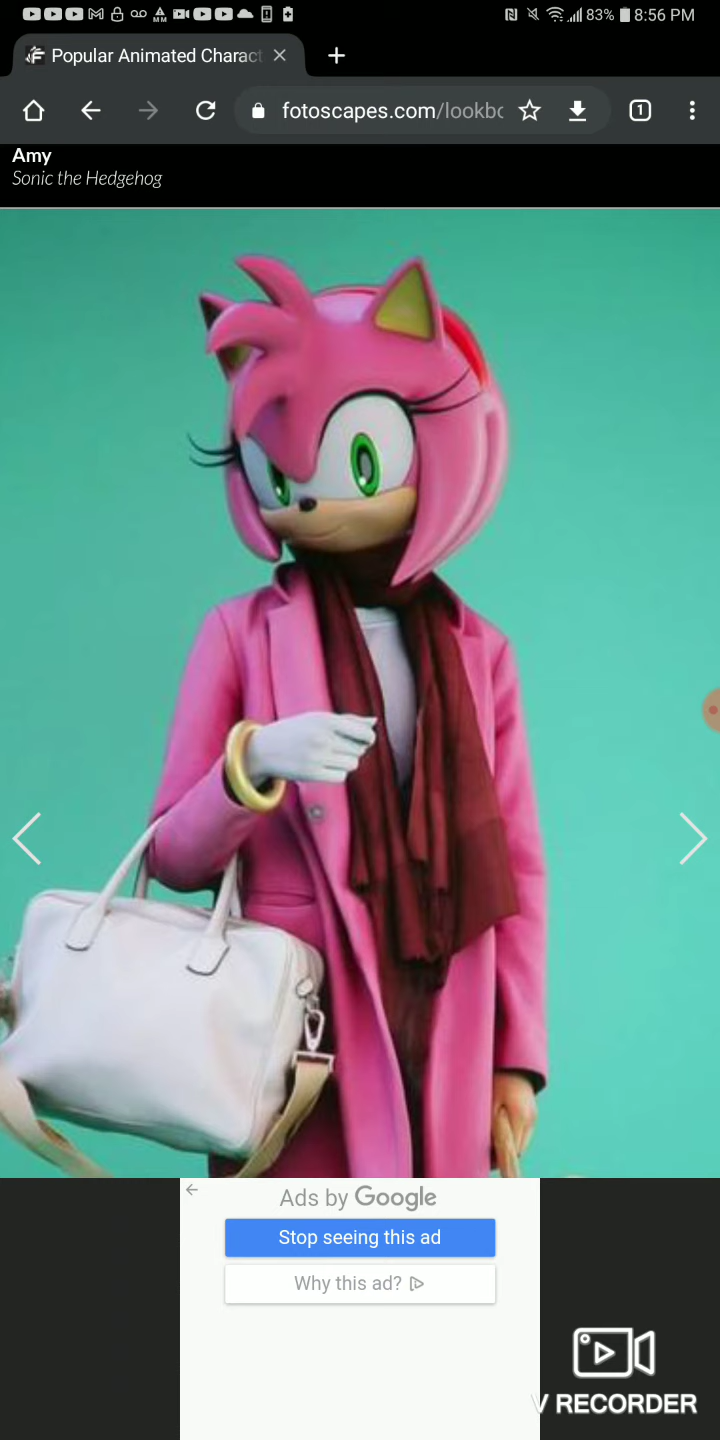 83% 8:56 PM
Popular Animated Charact
fotoscapes.com/lookbo
1
Amy
Sonic the Hedgehog
Ads by Google
Stop seeing this ad
Why this ad?
V RECORDER